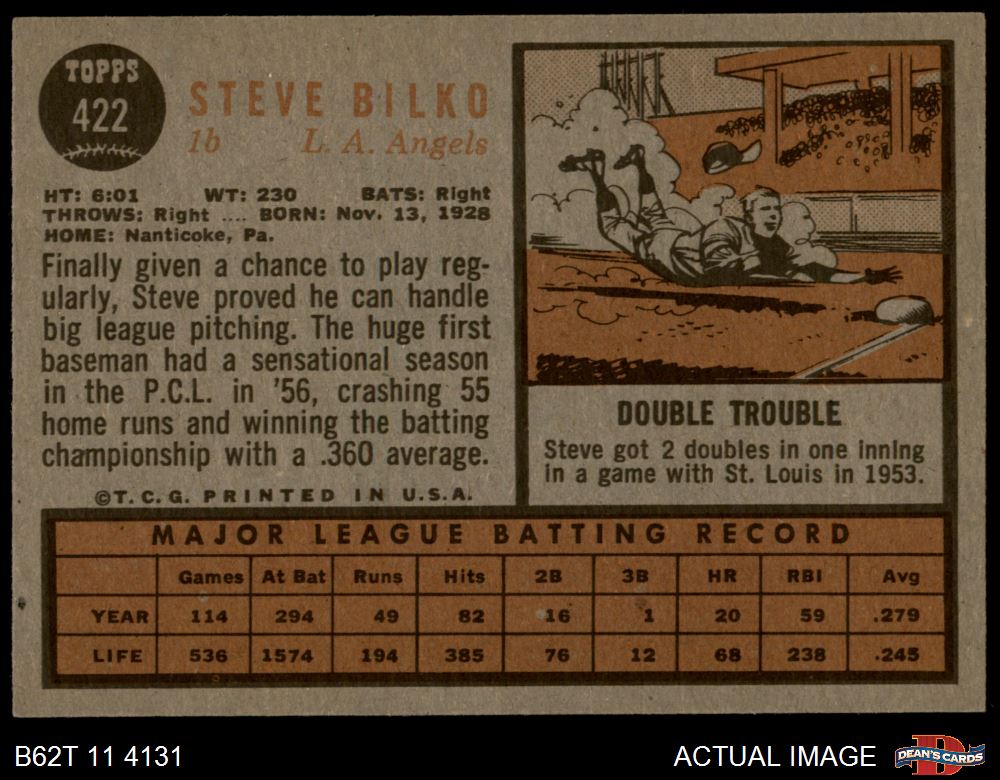 TOPPS
422
STEVE BILKO
1b L. A. Angels
HT: 6:01 WT: 230 BATS: Right
THROWS: Right .... BORN: Nov. 13, 1928
HOME: Nanticoke, Pa.
Finally given a chance to play reg-
ularly, Steve proved he can handle
big league pitching. The huge first
baseman had a sensational season
in the P.C.L. in '56, crashing 55
home runs and winning the batting
championship with a .360 average.
©T. C. G. PRINTED IN U.S.A.
DOUBLE TROUBLE
Steve got 2 doubles in one inning
in a game with St. Louis in 1953.
MAJOR LEAGUE BATTING RECORD
Games At Bat Runs Hits 2B 3B HR RBI Avg
YEAR 114 294 49 82 16 1 20 59 .279
LIFE 536 1574 194 385 76 12 68 238 .245
B62T 11 4131 ACTUAL IMAGE
DEAN'S CARDS